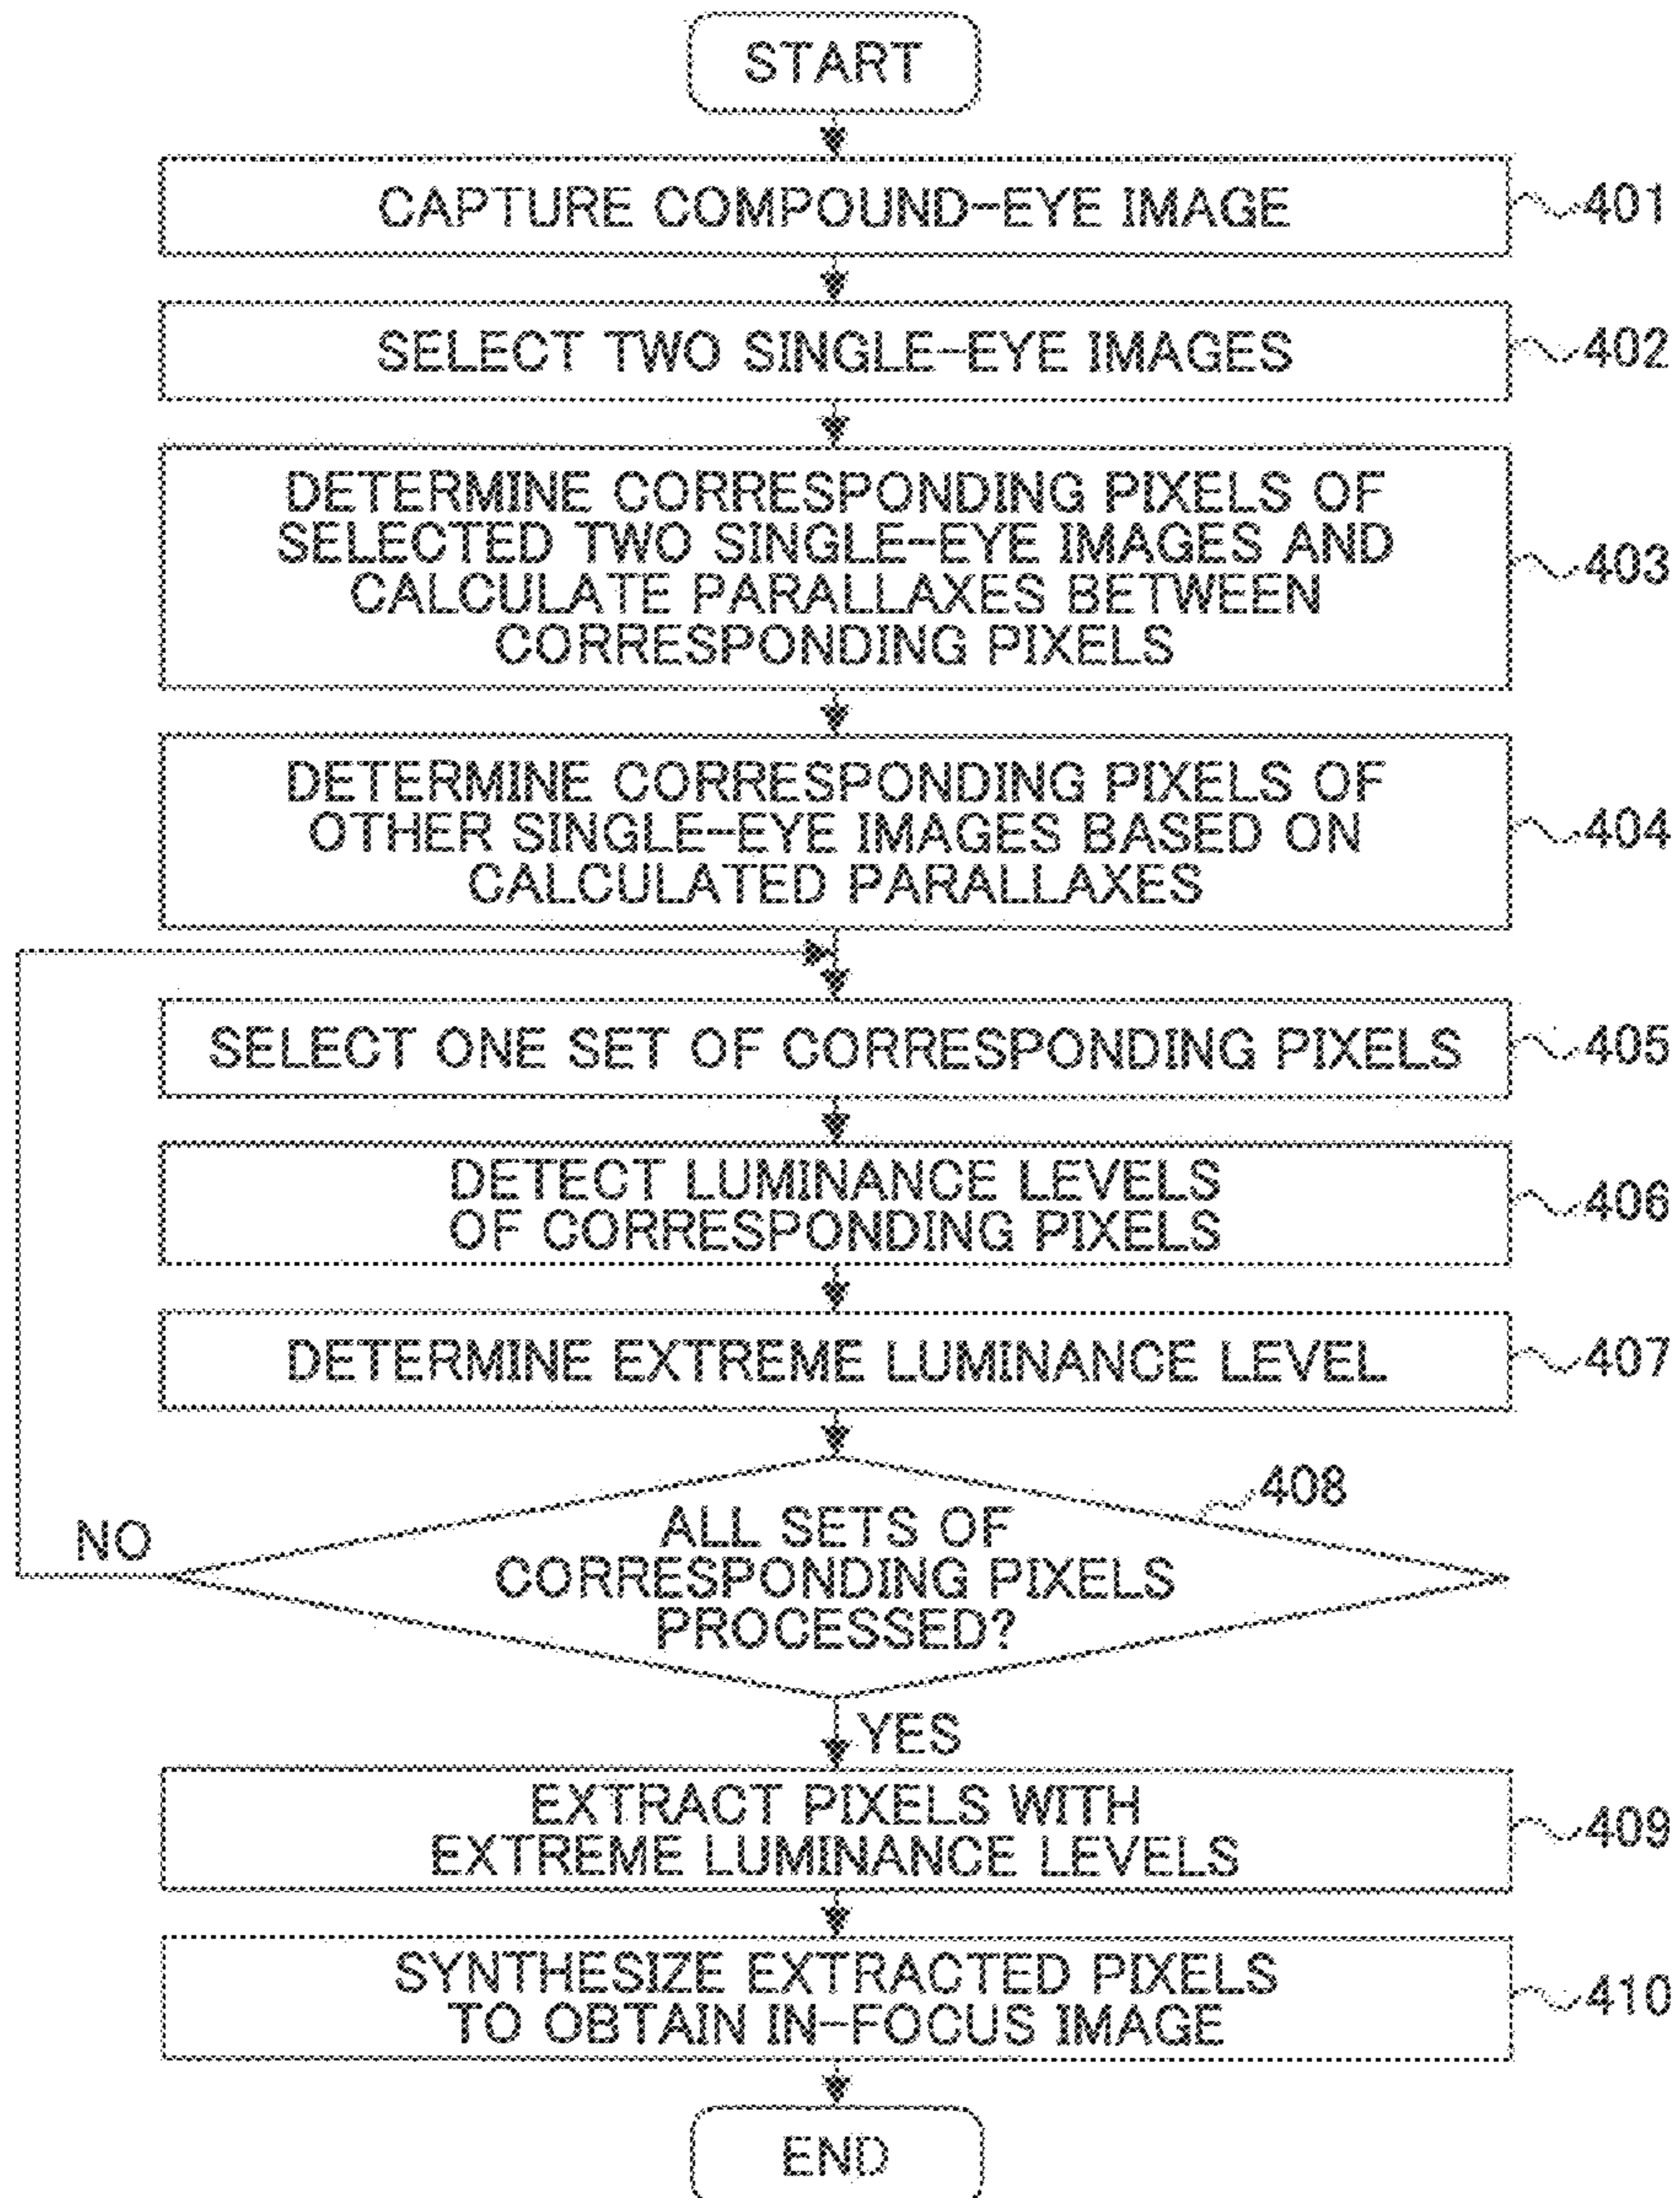 START
CAPTURE COMPOUND-EYE IMAGE
401
SELECT TWO SINGLE-EYE IMAGES
402
DETERMINE CORRESPONDING PIXELS OF
SELECTED TWO SINGLE-EYE IMAGES AND
CALCULATE PARALLAXES BETWEEN
CORRESPONDING PIXELS
403
DETERMINE CORRESPONDING PIXELS OF
OTHER SINGLE-EYE IMAGES BASED ON
CALCULATED PARALLAXES
404
SELECT ONE SET OF CORRESPONDING PIXELS
405
DETECT LUMINANCE LEVELS
OF CORRESPONDING PIXELS
406
DETERMINE EXTREME LUMINANCE LEVEL
407
408
ALL SETS OF
CORRESPONDING PIXELS
PROCESSED?
NO
YES
EXTRACT PIXELS WITH
EXTREME LUMINANCE LEVELS
409
SYNTHESIZE EXTRACTED PIXELS
TO OBTAIN IN-FOCUS IMAGE
410
END